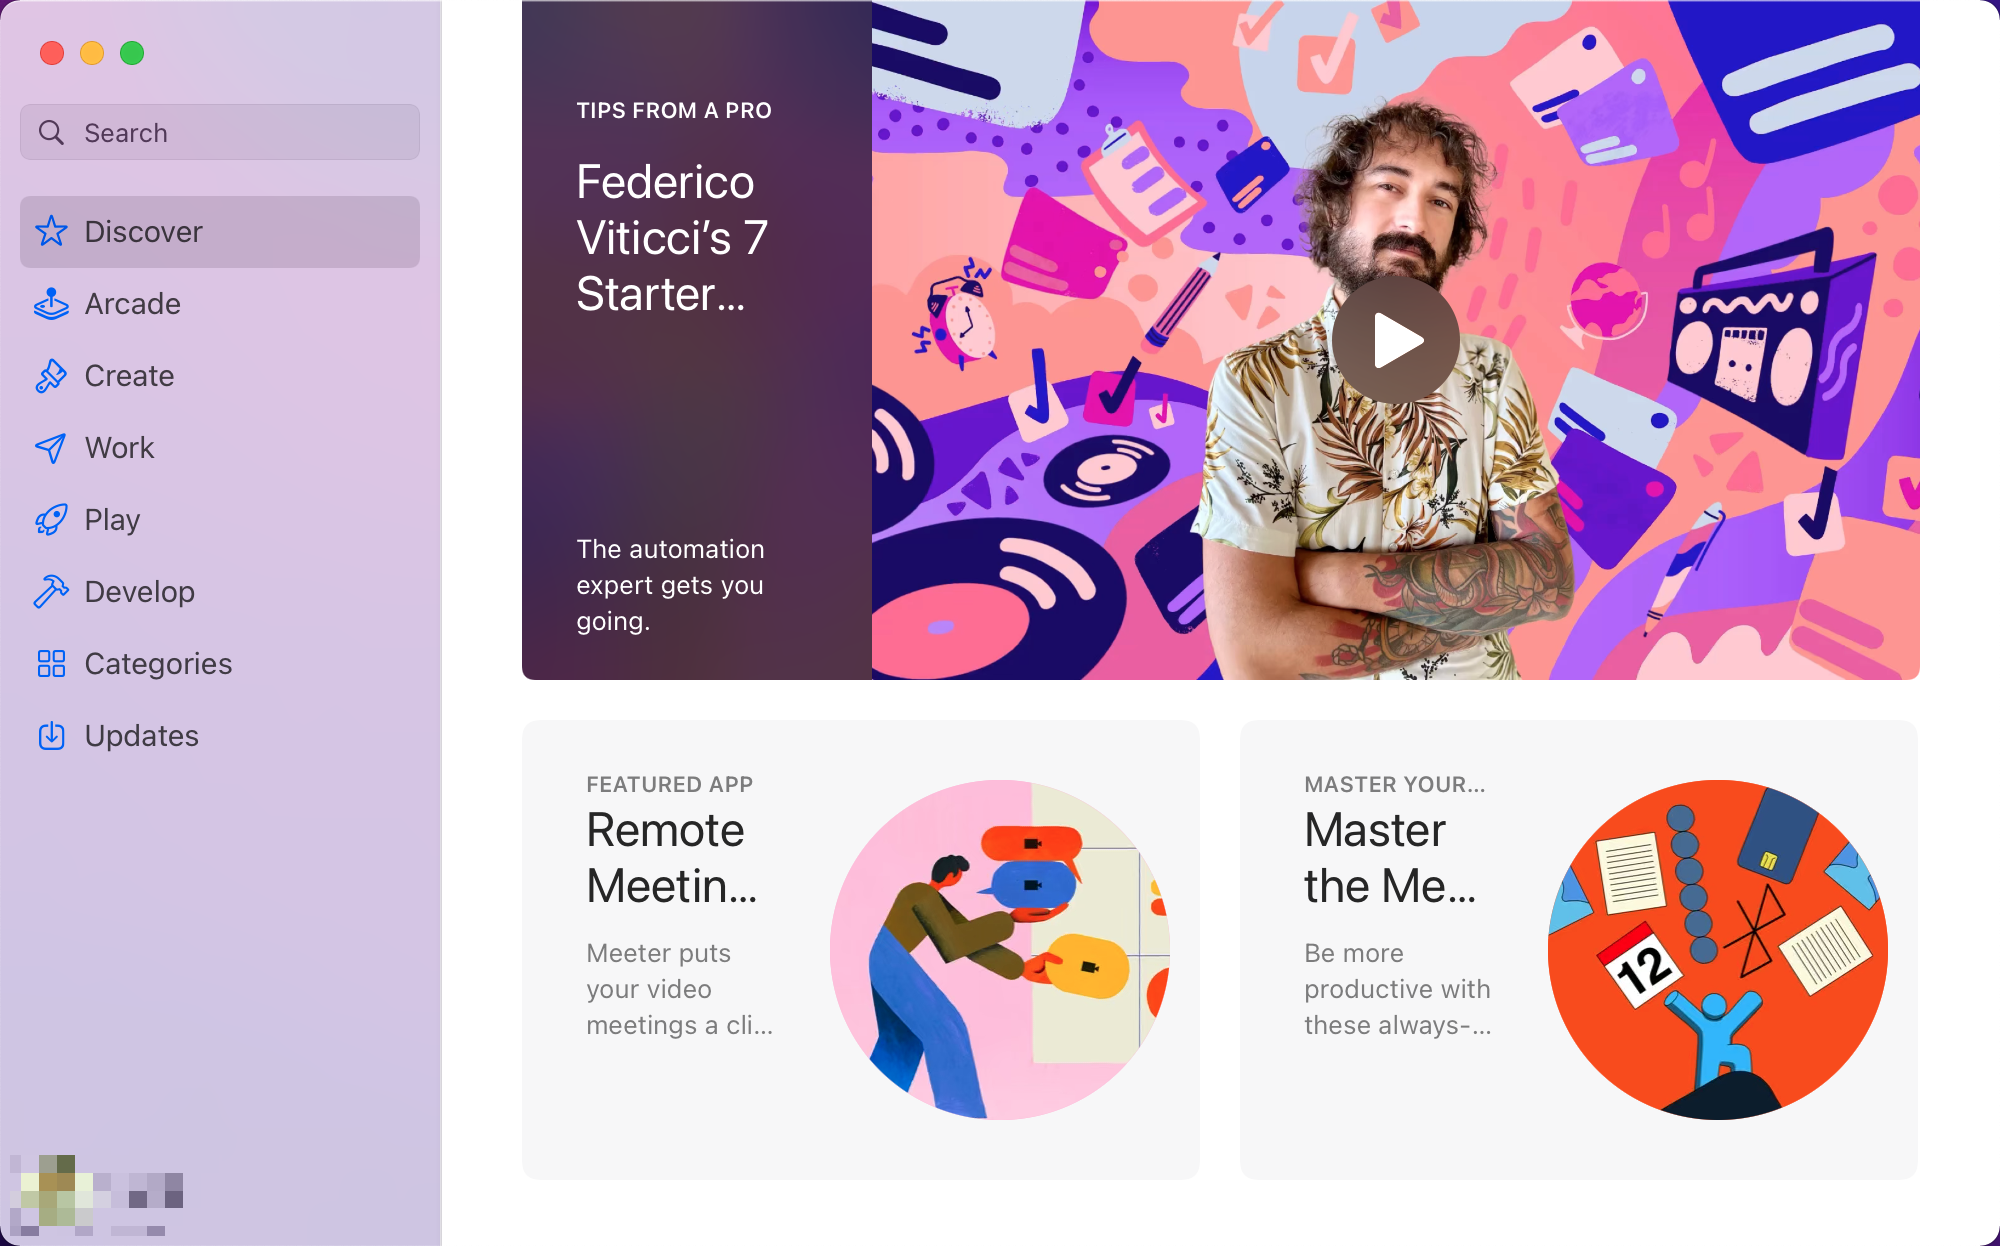 Search
Discover
Arcade
Create
Work
Play
Develop
Categories
Updates
TIPS FROM A PRO
Federico
Viticci’s 7
Starter...
The automation
expert gets you
going.
FEATURED APP
Remote
Meetin...
Meeter puts
your video
meetings a cli...
MASTER YOUR...
Master
the Me...
Be more
productive with
these always-...
12